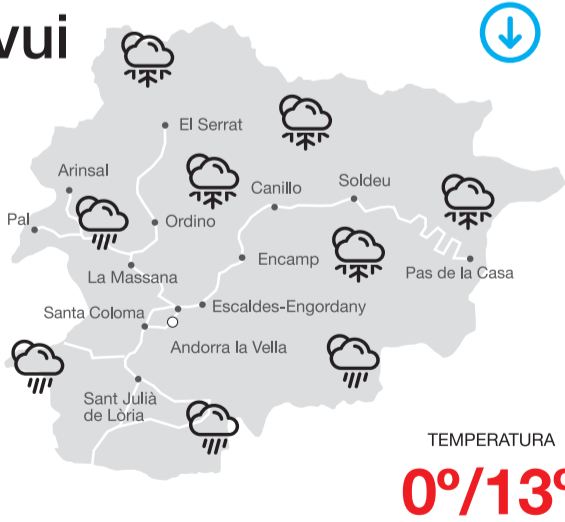 vui
El Serrat
Arinsal
Canillo
Soldeu
Pal
Ordino
Encamp
Pas de la Casa
La Massana
Santa Coloma
Escaldes-Engordany
Andorra la Vella
Sant Julià
de Lòria
TEMPERATURA
0º/13º